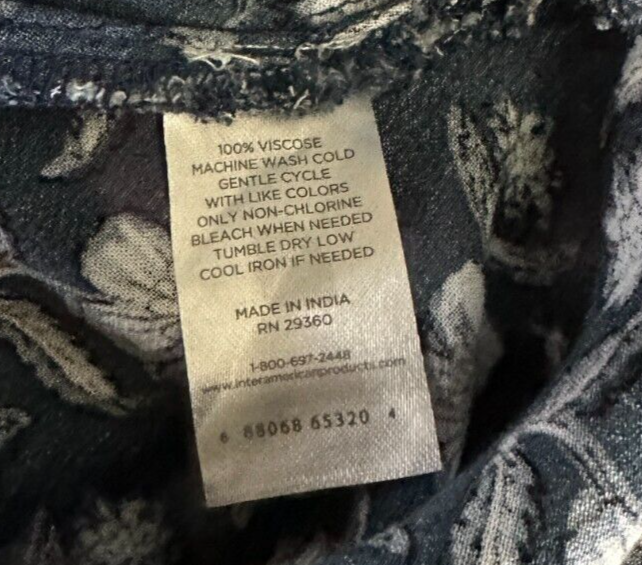 100% VISCOSE
MACHINE WASH COLD
GENTLE CYCLE
WITH LIKE COLORS
ONLY NON-CHLORINE
BLEACH WHEN NEEDED
TUMBLE DRY LOW
COOL IRON IF NEEDED
MADE IN INDIA
RN 29360
1-800-697-2448
www.interamericanproducts.com
6 88068 65320 4